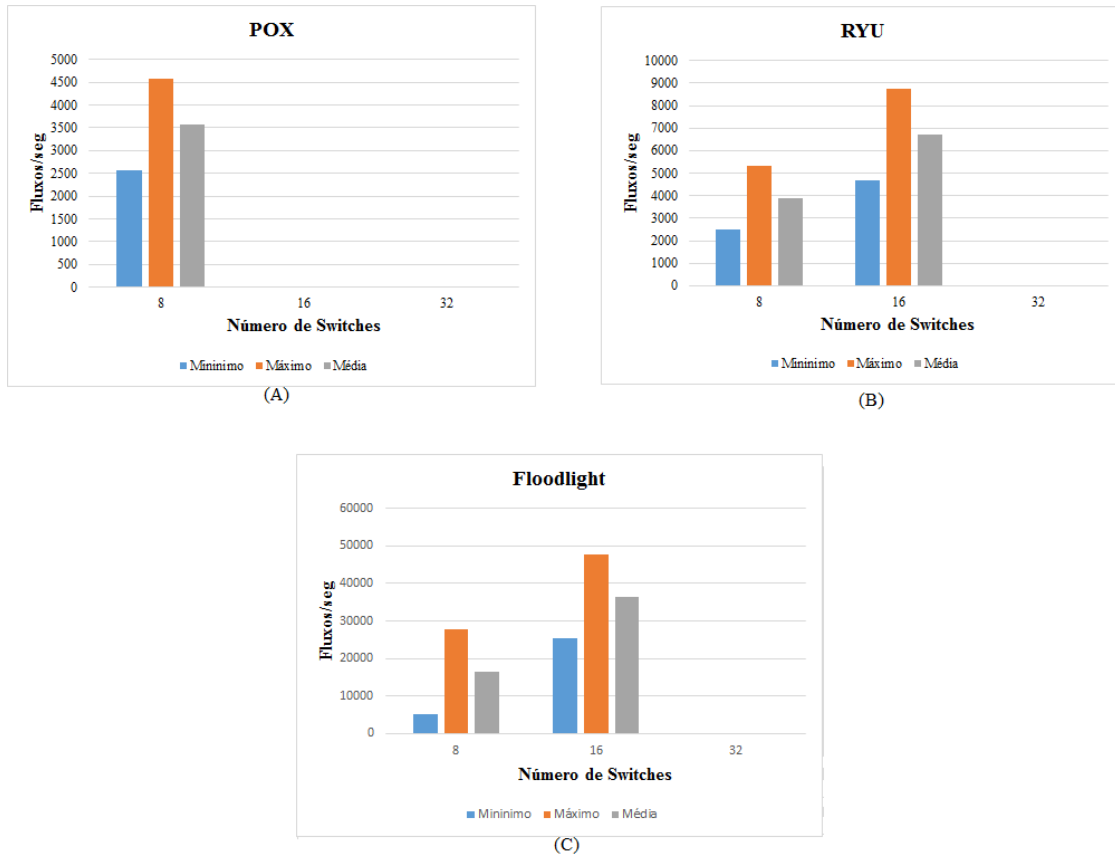 POX
5000
4500
4000
3500
3000
2500
2000
1500
1000
500
0
Fluxos/seg
8 16 32
Número de Switches
Mininimo Máximo Média
(A)
RYU
10000
9000
8000
7000
6000
5000
4000
3000
2000
1000
0
Fluxos/seg
8 16 32
Número de Switches
Mininimo Máximo Média
(B)
Floodlight
60000
50000
40000
30000
20000
10000
0
Fluxos/seg
8 16 32
Número de Switches
Mininimo Máximo Média
(C)